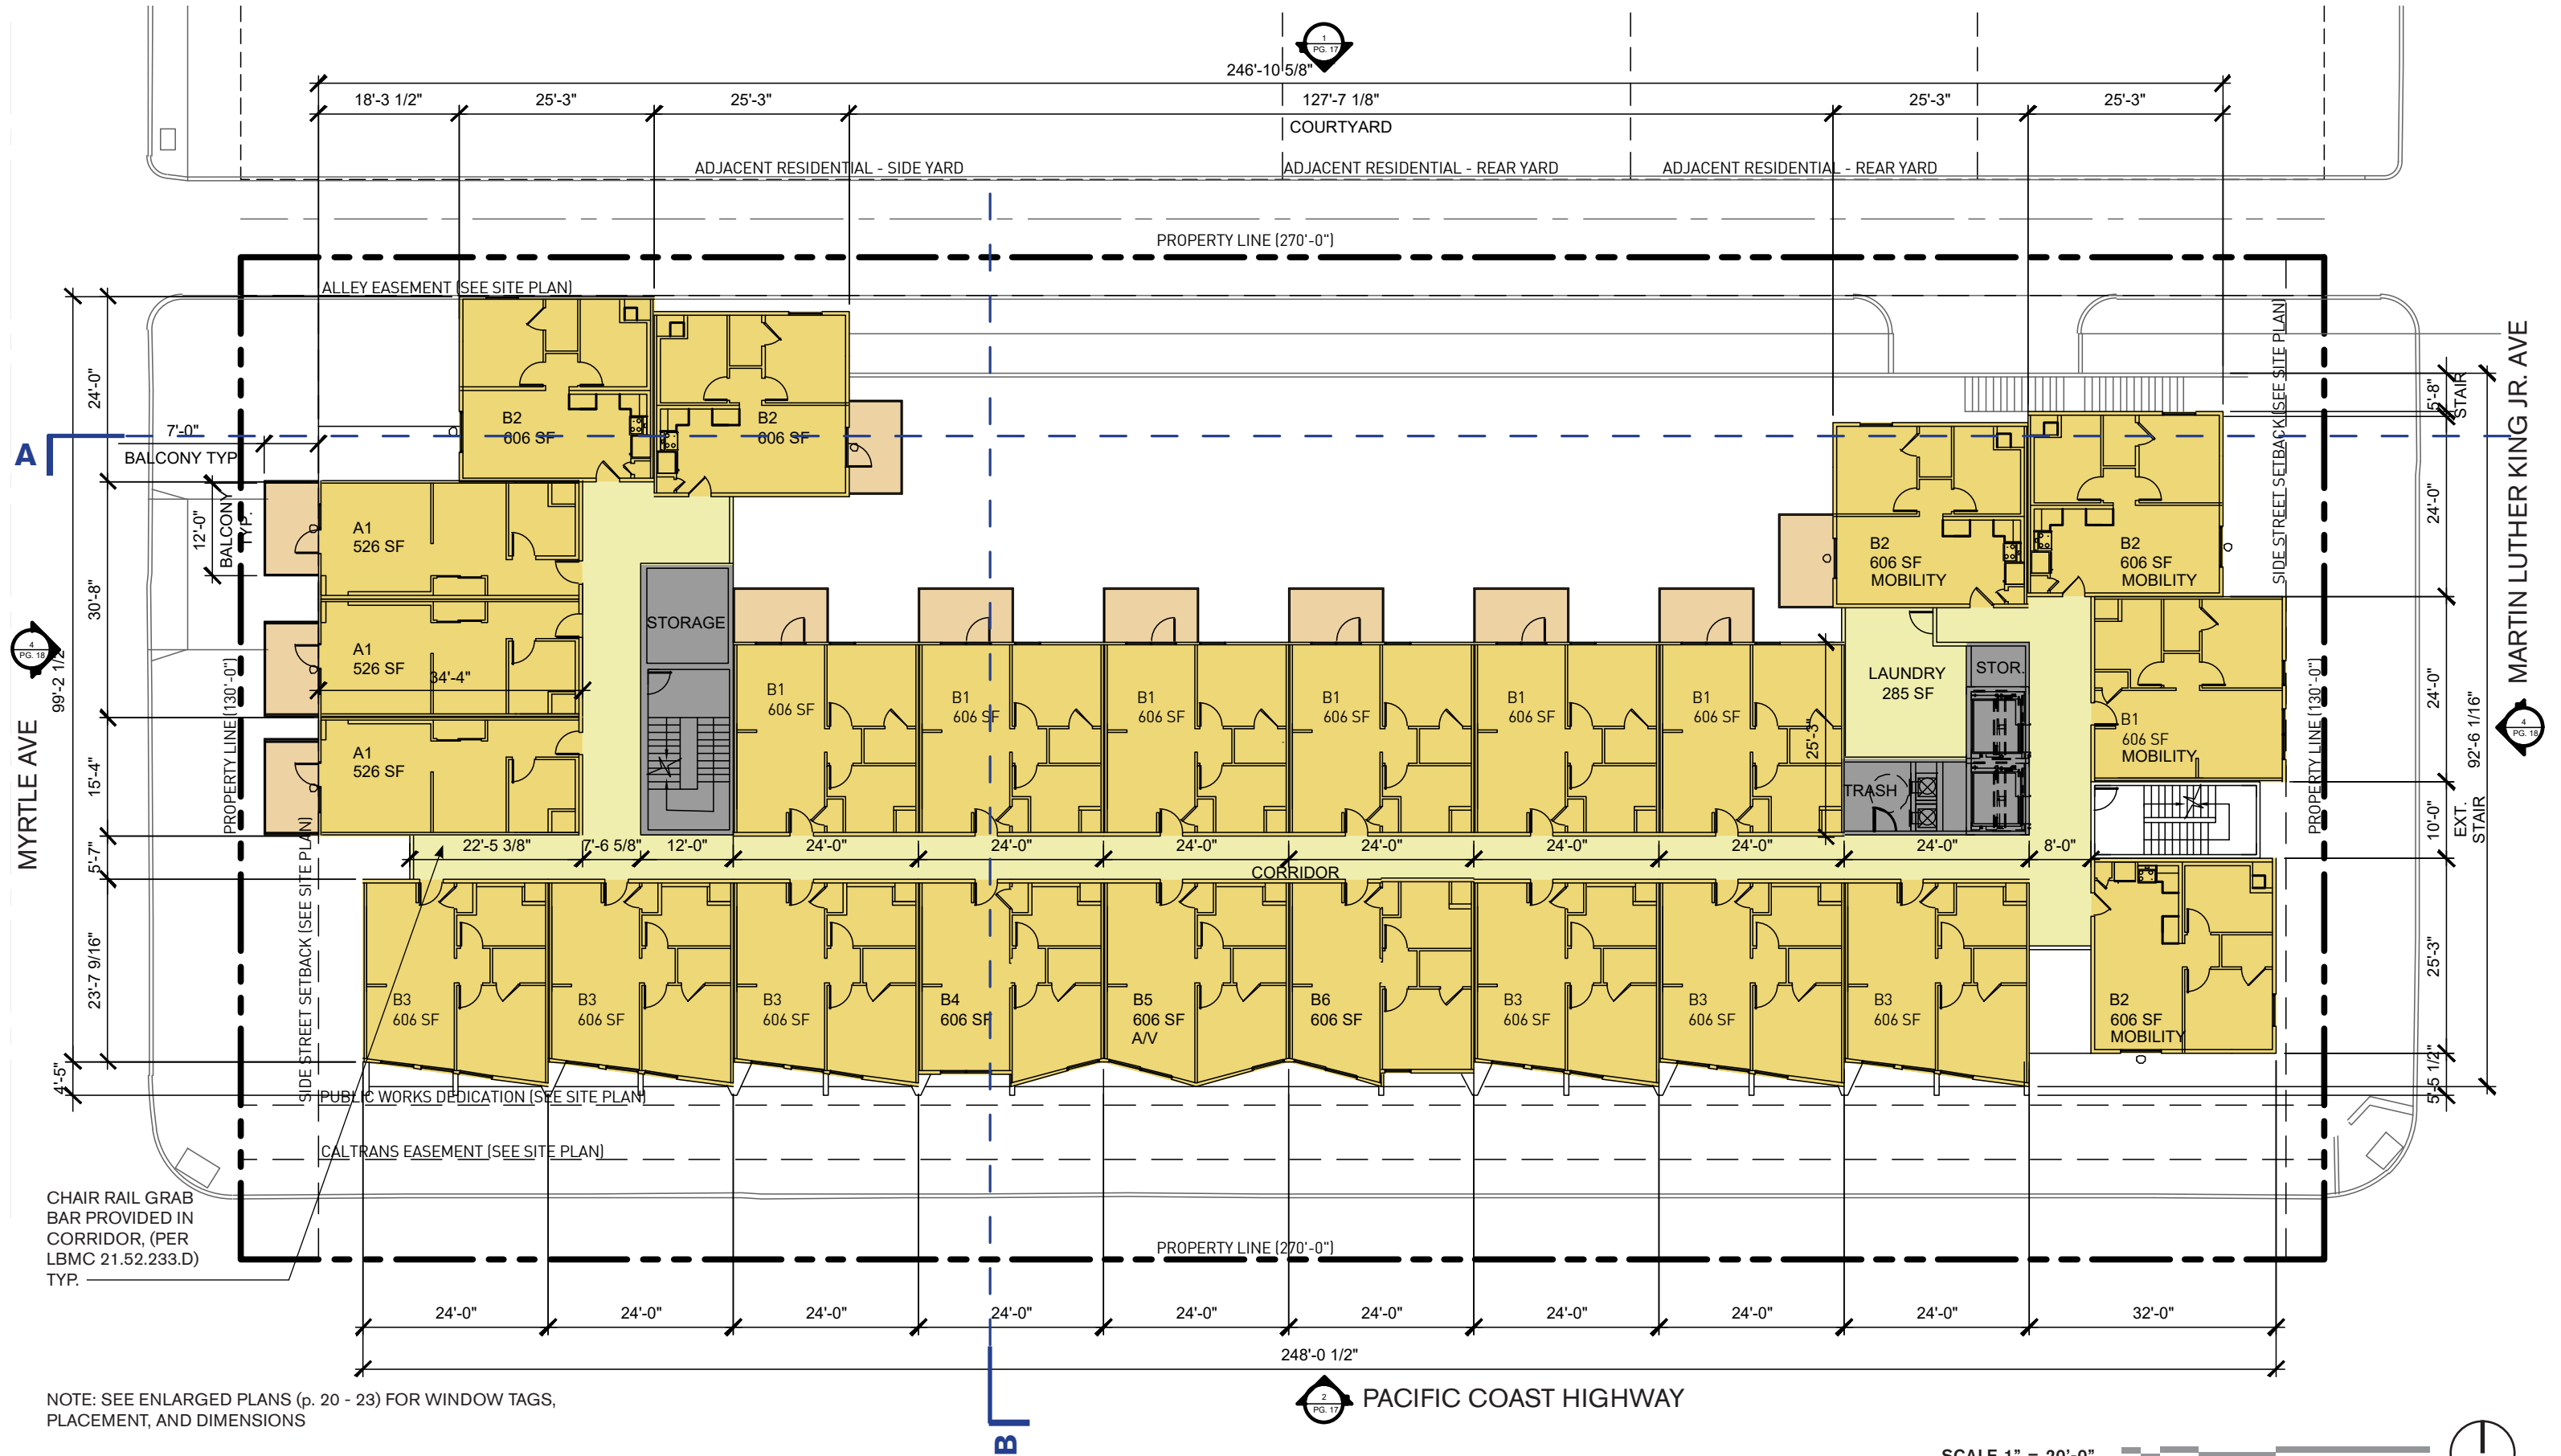 1
PG. 17
246'-10 5/8"
18'-3 1/2"
25'-3"
25'-3"
127'-7 1/8"
25'-3"
25'-3"
COURTYARD
ADJACENT RESIDENTIAL - SIDE YARD
ADJACENT RESIDENTIAL - REAR YARD
ADJACENT RESIDENTIAL - REAR YARD
PROPERTY LINE (270'-0")
ALLEY EASEMENT (SEE SITE PLAN)
A
7'-0"
BALCONY TYP
12'-0"
BALCONY
TYP.
24'-0"
30'-8"
15'-4"
5'-7"
23'-7 9/16"
99'-2 1/2"
4'-5"
4
PG. 18
MYRTLE AVE
PROPERTY LINE (130'-0")
SIDE STREET SETBACK (SEE SITE PLAN)
B2
606 SF
B2
606 SF
A1
526 SF
A1
526 SF
34'-4"
A1
526 SF
STORAGE
B1
606 SF
B1
606 SF
B1
606 SF
B1
606 SF
B1
606 SF
B1
606 SF
25'-3"
B2
606 SF
MOBILITY
B2
606 SF
MOBILITY
LAUNDRY
285 SF
STOR.
TRASH
B1
606 SF
MOBILITY
22'-5 3/8"
7'-6 5/8"
12'-0"
24'-0"
24'-0"
24'-0"
24'-0"
24'-0"
24'-0"
24'-0"
8'-0"
CORRIDOR
B3
606 SF
B3
606 SF
B3
606 SF
B4
606 SF
B5
606 SF
A/V
B6
606 SF
B3
606 SF
B3
606 SF
B3
606 SF
B2
606 SF
MOBILITY
SIDE STREET SETBACK (SEE SITE PLAN)
PROPERTY LINE (130'-0")
5'-8"
STAIR
24'-0"
24'-0"
10'-0"
EXT.
STAIR
25'-3"
5'-5 1/2"
92'-6 1/16"
4
PG. 18
MARTIN LUTHER KING JR. AVE
PUBLIC WORKS DEDICATION (SEE SITE PLAN)
CALTRANS EASEMENT (SEE SITE PLAN)
CHAIR RAIL GRAB
BAR PROVIDED IN
CORRIDOR, (PER
LBMC 21.52.233.D)
TYP.
PROPERTY LINE (270'-0")
24'-0"
24'-0"
24'-0"
24'-0"
24'-0"
24'-0"
24'-0"
24'-0"
24'-0"
32'-0"
248'-0 1/2"
2
PG. 17
PACIFIC COAST HIGHWAY
B
NOTE: SEE ENLARGED PLANS (p. 20 - 23) FOR WINDOW TAGS,
PLACEMENT, AND DIMENSIONS
SCALE 1" = 20'-0"